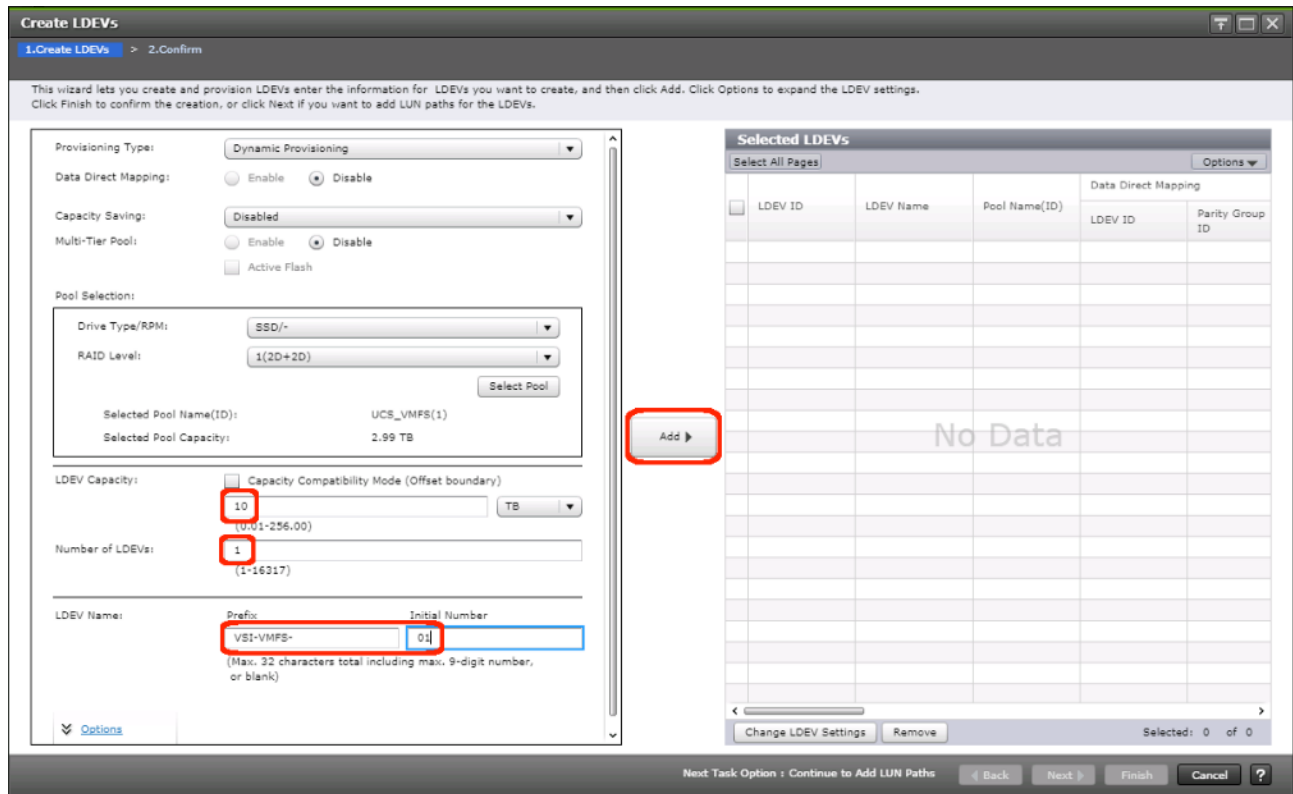 Create LDEVs
1.Create LDEVs > 2.Confirm
This wizard lets you create and provision LDEVs enter the information for LDEVs you want to create, and then click Add. Click Options to expand the LDEV settings.
Click Finish to confirm the creation, or click Next if you want to add LUN paths for the LDEVs.
Provisioning Type: Dynamic Provisioning
Data Direct Mapping: Enable Disable
Capacity Saving: Disabled
Multi-Tier Pool: Enable Disable
Active Flash
Pool Selection:
Drive Type/RPM: SSD/-
RAID Level: 1(2D+2D)
Select Pool
Selected Pool Name(ID): UCS_VMFS(1)
Selected Pool Capacity: 2.99 TB
LDEV Capacity: Capacity Compatibility Mode (Offset boundary)
10 TB
(0.01-256.00)
Number of LDEVs: 1
(1-16317)
LDEV Name: Prefix Initial Number
VSI-VMFS- 01
(Max. 32 characters total including max. 9-digit number,
or blank)
Options
Add
Selected LDEVs
Select All Pages Options
LDEV ID LDEV Name Pool Name(ID) Data Direct Mapping
LDEV ID Parity Group
ID
No Data
Change LDEV Settings Remove Selected: 0 of 0
Next Task Option : Continue to Add LUN Paths Back Next Finish Cancel ?